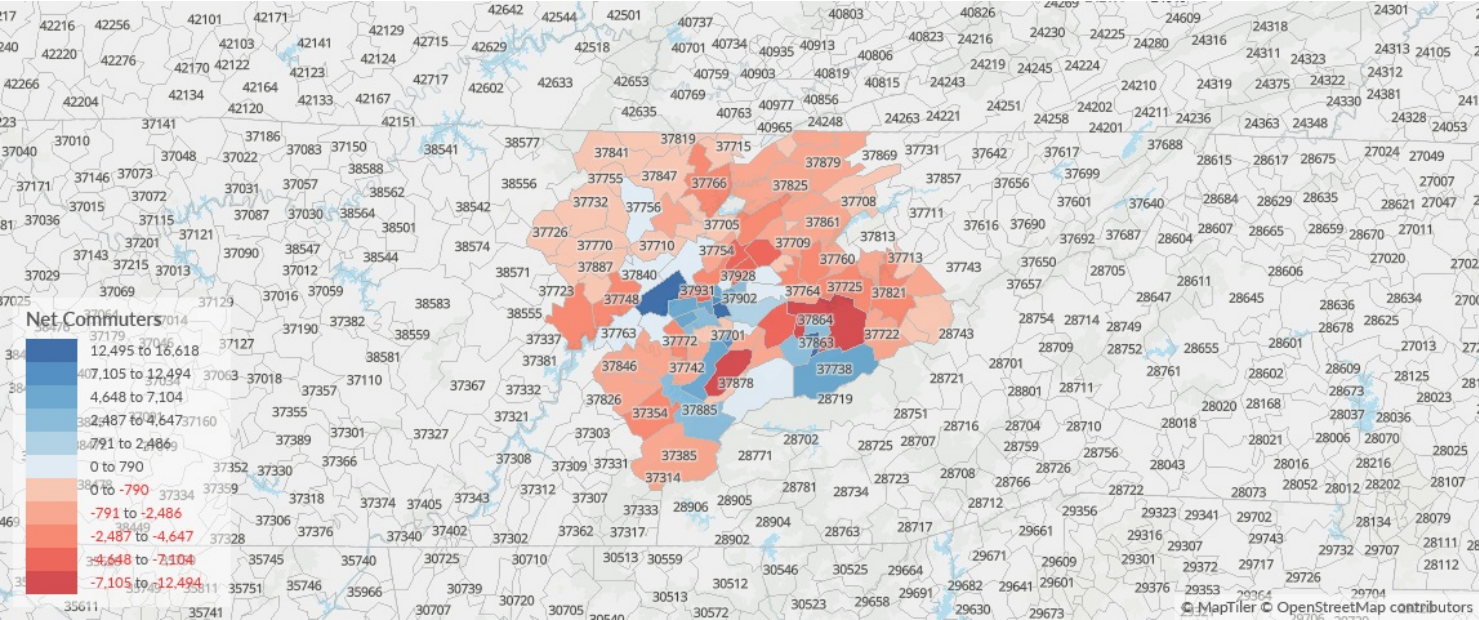 42216 42256 42101 42171 42129 42642 42544 42501 40737 40803 40826 24269 24609 24318 24301
42220 42276 42103 42141 42715 42629 42518 40701 40734 40935 40913 40806 40823 24216 24230 24225 24280 24316 24311 24323 24313 24105
42266 42170 42122 42123 42124 42717 42602 42633 42653 40759 40903 40819 40815 24243 24219 24245 24224 24210 24319 24375 24322 24312
42204 42134 42164 42120 42133 42167 42151 42635 40769 40763 40977 40856 40965 24248 24263 24221 24251 24258 24202 24201 24211 24236 24363 24348 24330 24381 24328 24053
37010 37141 37186 37083 37150 38541 38577 37819 37715 37879 37869 37731 37642 37617 37688 28615 28617 28675 27024 27049
37040 37048 37022 38588 38556 37841 37755 37847 37766 37825 37857 37656 37699 27007
37171 37146 37073 37072 37031 37057 38562 38542 37732 37756 37708 37711 37601 37640 28684 28629 28635 28621 27047
37036 37015 37115 37087 37030 38564 38501 37726 37705 37861 37813 37616 37690 37692 37687 28604 28607 28665 28659 28670 27011
37143 37201 37121 37090 38547 38544 38574 37770 37710 37754 37709 37760 37713 37743 37650 28705 28606 27020
37029 37215 37013 37012 38571 37887 37840 37928 37657 28611 27050
37025 37069 37129 37016 37059 38583 38555 37723 37748 37931 37902 37764 37725 37821 28647 28645 28636 28634
Net Commuters
37190 37382 38559 37337 37763 37772 37701 37864 37863 37722 28743 28754 28714 28749 28678 28625
12,495 to 16,618
37127 38581 37381 28709 28752 28655 28601 27013
7,105 to 12,494
37063 37018 37357 37110 37367 37332 37846 37742 37878 37738 28721 28701 28801 28711 28761 28602 28609 28673 28125
4,648 to 7,104
37160 37355 37321 37826 37354 37885 28719 28751 28716 28704 28710 28020 28168 28018 28037 28036 28023
2,487 to 4,647
37389 37301 37327 37303 28702 28725 28707 28759 28756 28021 28006 28070 28025
791 to 2,486
37352 37330 37366 37308 37309 37331 37385 28771 28708 28726 28043 28016 28216
0 to 790
37334 37359 37318 37374 37405 37343 37312 37307 37314 28781 28734 28723 28766 28712 28722 28073 28052 28012 28202 28107
0 to -790
-791 to -2,486
37306 37376 37340 37402 37302 37362 37317 37333 28906 28905 28904 28902 28763 28717 29661 29356 29323 29341 29702 28134 28079
-2,487 to -4,647
38449 37328 29316 29307 29743 29732 29707 28111
-4,648 to -7,104
35745 35740 30725 30710 30513 30559 30546 30525 29664 29671 29609 29301 29372 29717 28112
-7,105 to -12,494
35751 35746 35966 30739 30720 30512 29658 29682 29641 29601 29376 29353 29726
35611 35741 30707 30705 30513 30540 30572 30523 29691 29630 29673 29364 29704
© MapTiler © OpenStreetMap contributors